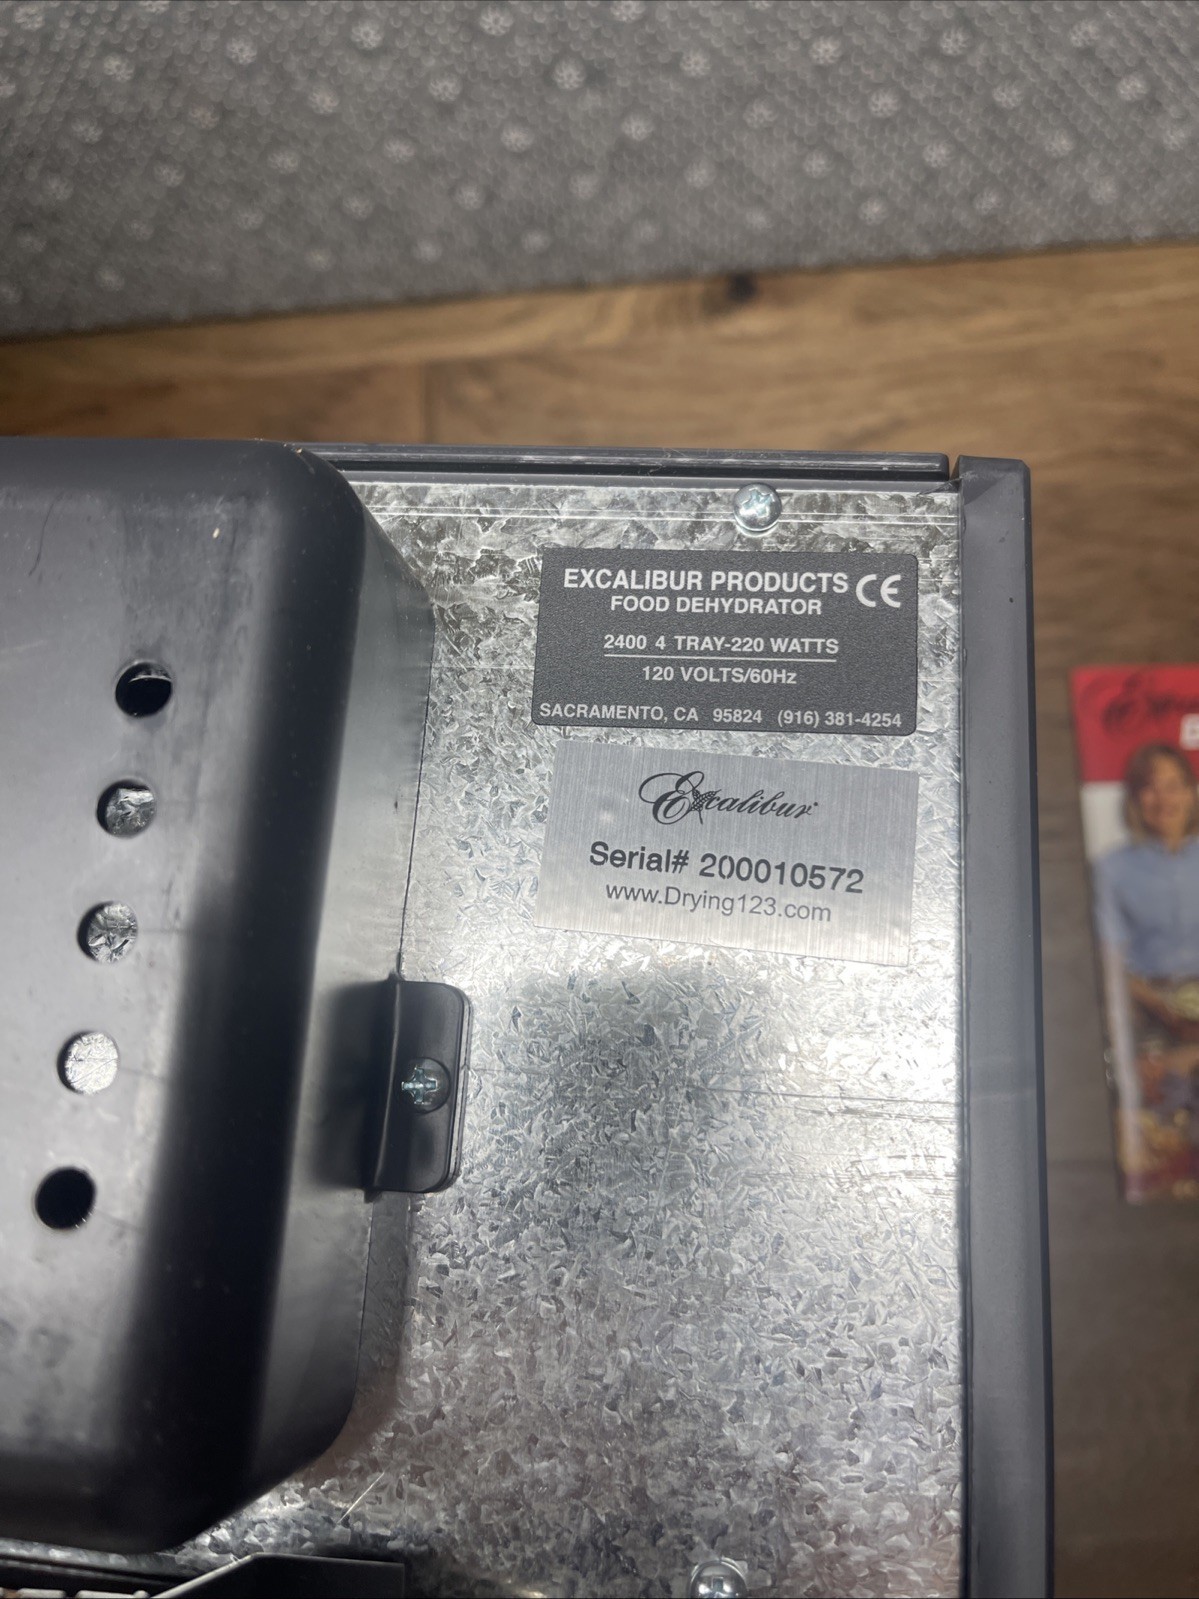 EXCALIBUR PRODUCTS CE
FOOD DEHYDRATOR
2400 4 TRAY-220 WATTS
120 VOLTS/60Hz
SACRAMENTO, CA 95824 (916) 381-4254
Excalibur
Serial# 200010572
www.Drying123.com